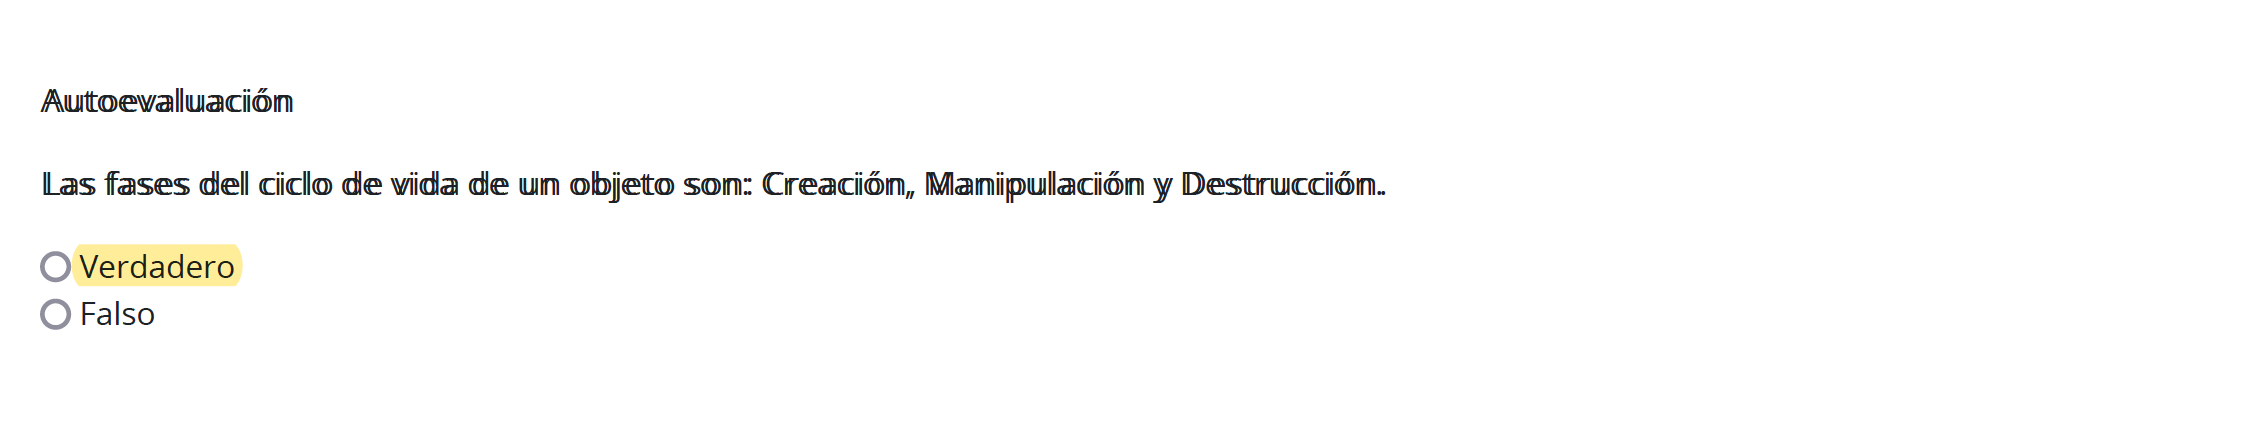 Autoevaluación
Las fases del ciclo de vida de un objeto son: Creación, Manipulación y Destrucción.
Verdadero
Falso